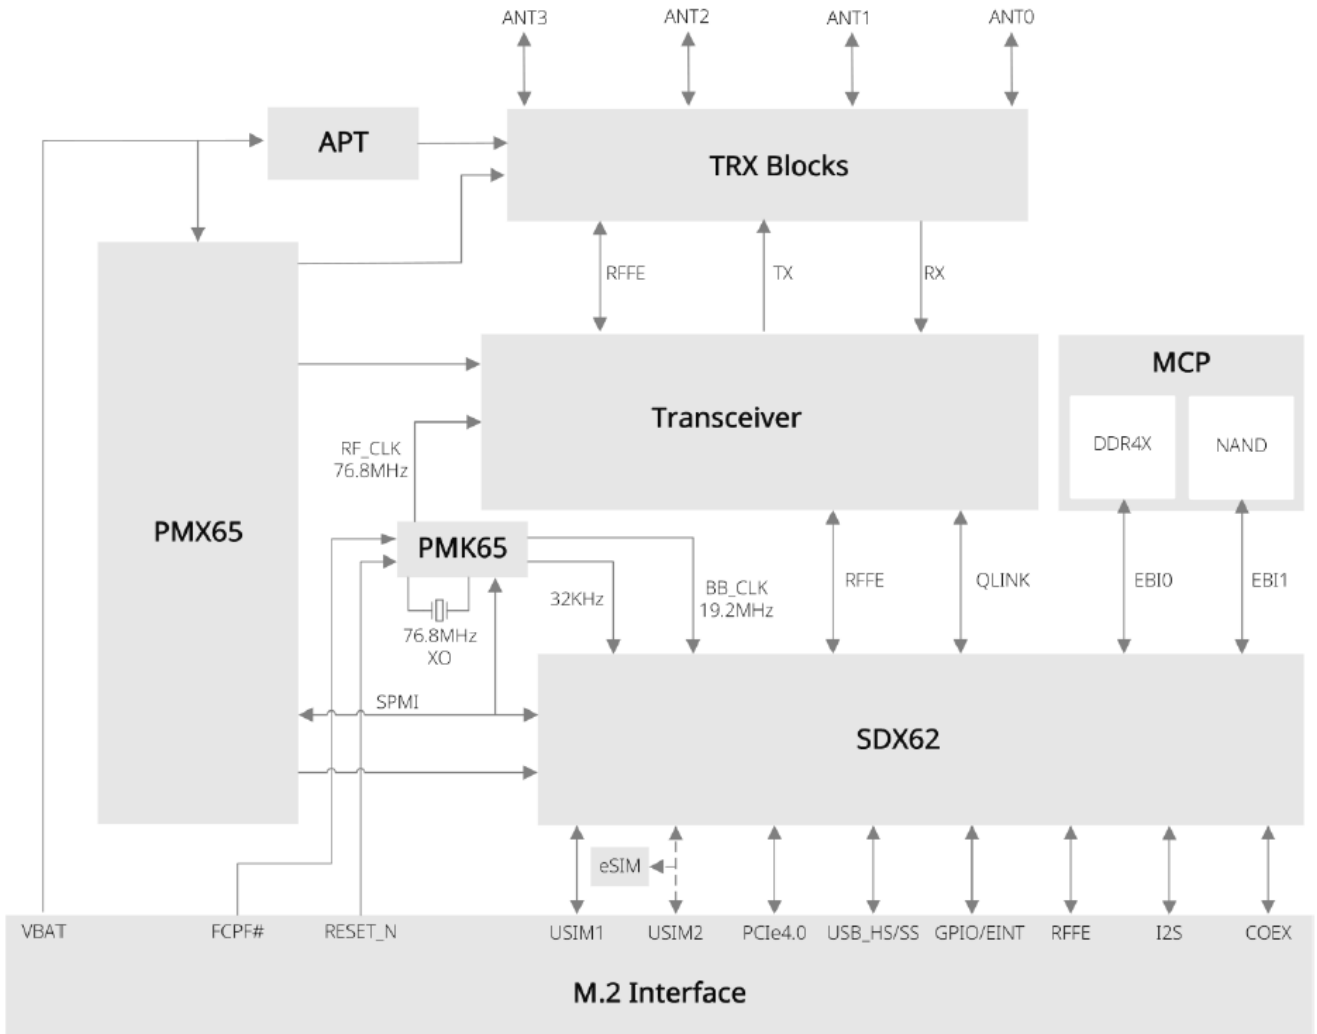 ANT3
ANT2
ANT1
ANT0
APT
TRX Blocks
RFFE
TX
RX
MCP
DDR4X
NAND
Transceiver
RF_CLK
76.8MHz
PMX65
PMK65
32KHz
BB_CLK
19.2MHz
RFFE
QLINK
EBI0
EBI1
76.8MHz
XO
SPMI
SDX62
eSIM
VBAT
FCPF#
RESET_N
USIM1
USIM2
PCIe4.0
USB_HS/SS
GPIO/EINT
RFFE
I2S
COEX
M.2 Interface